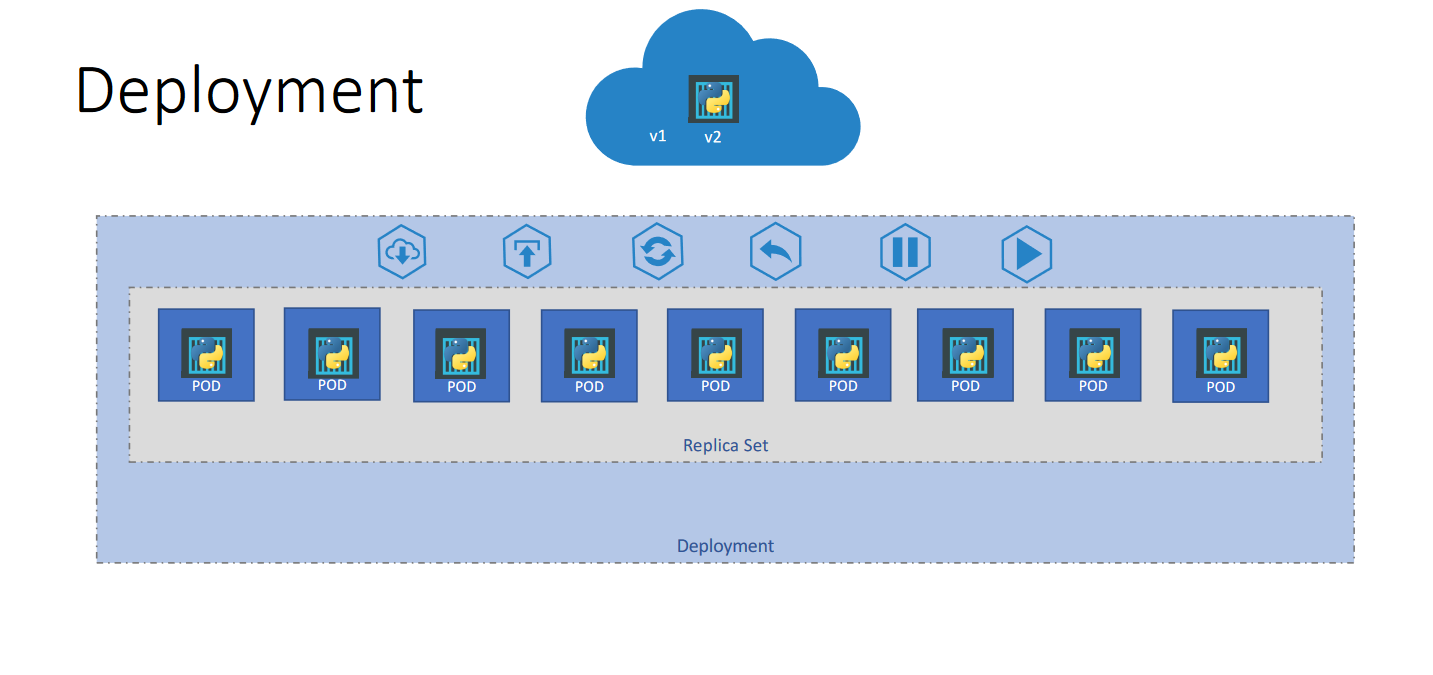 Deployment
v1 v2
POD POD POD POD POD POD POD POD POD
Replica Set
Deployment